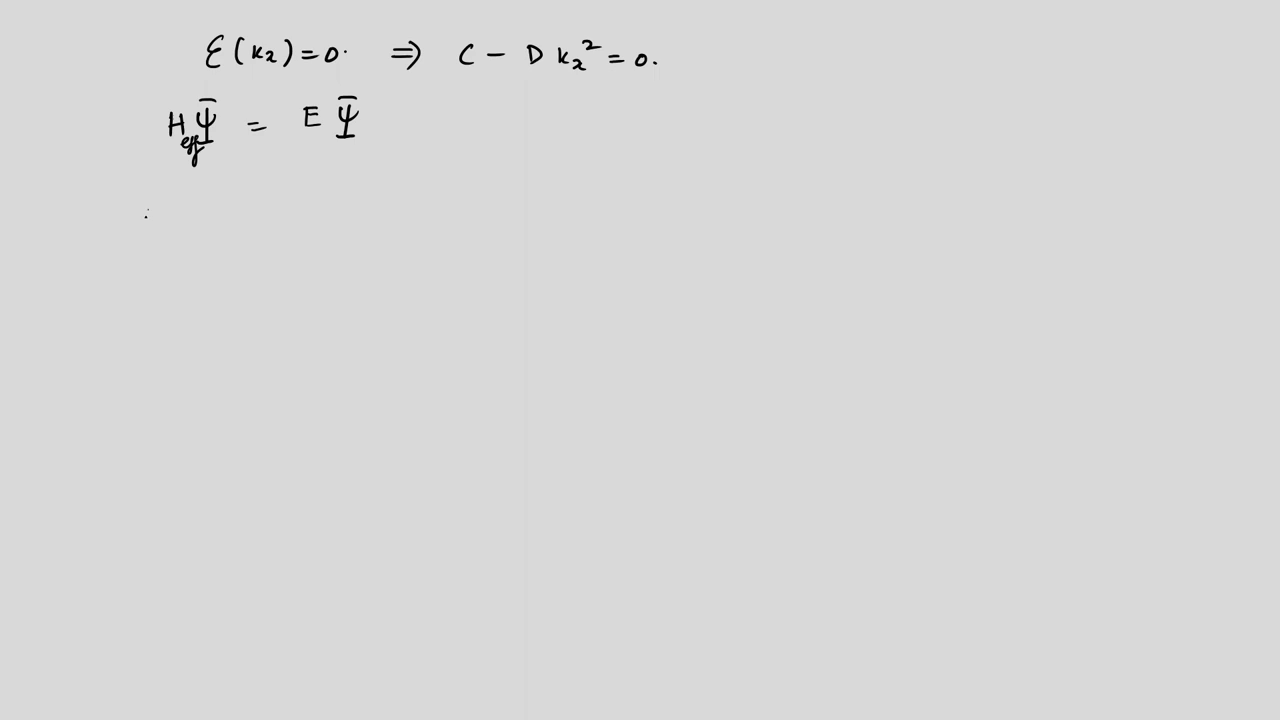 ℰ(k₂) = 0. ⇒ C − D k₂² = 0.
H_eff Ψ = E Ψ